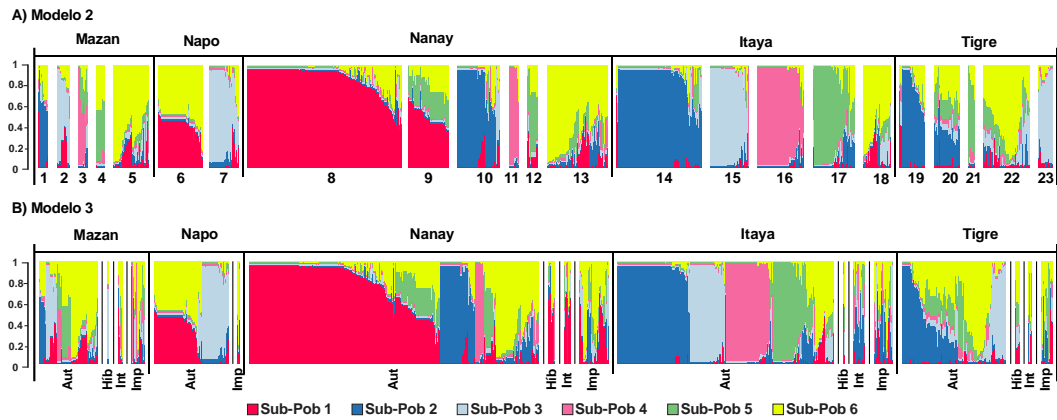 A) Modelo 2
Mazan Napo Nanay Itaya Tigre
1
0.8
0.6
0.4
0.2
0
1 2 3 4 5 6 7 8 9 10 11 12 13 14 15 16 17 18 19 20 21 22 23
B) Modelo 3
Mazan Napo Nanay Itaya Tigre
1
0.8
0.6
0.4
0.2
0
Aut Hib Int Imp Aut Imp Aut Hib Int Imp Aut Hib Int Imp Aut Hib Int Imp
Sub-Pob 1 Sub-Pob 2 Sub-Pob 3 Sub-Pob 4 Sub-Pob 5 Sub-Pob 6